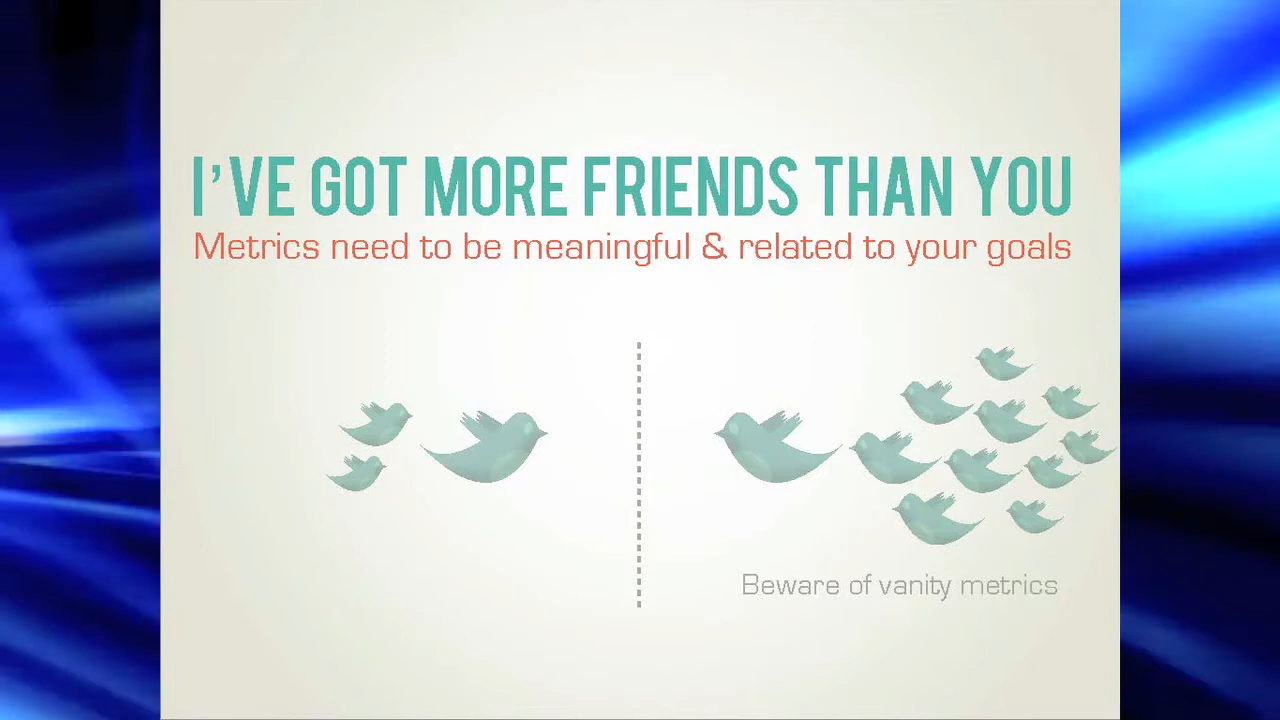 I'VE GOT MORE FRIENDS THAN YOU
Metrics need to be meaningful & related to your goals
Beware of vanity metrics